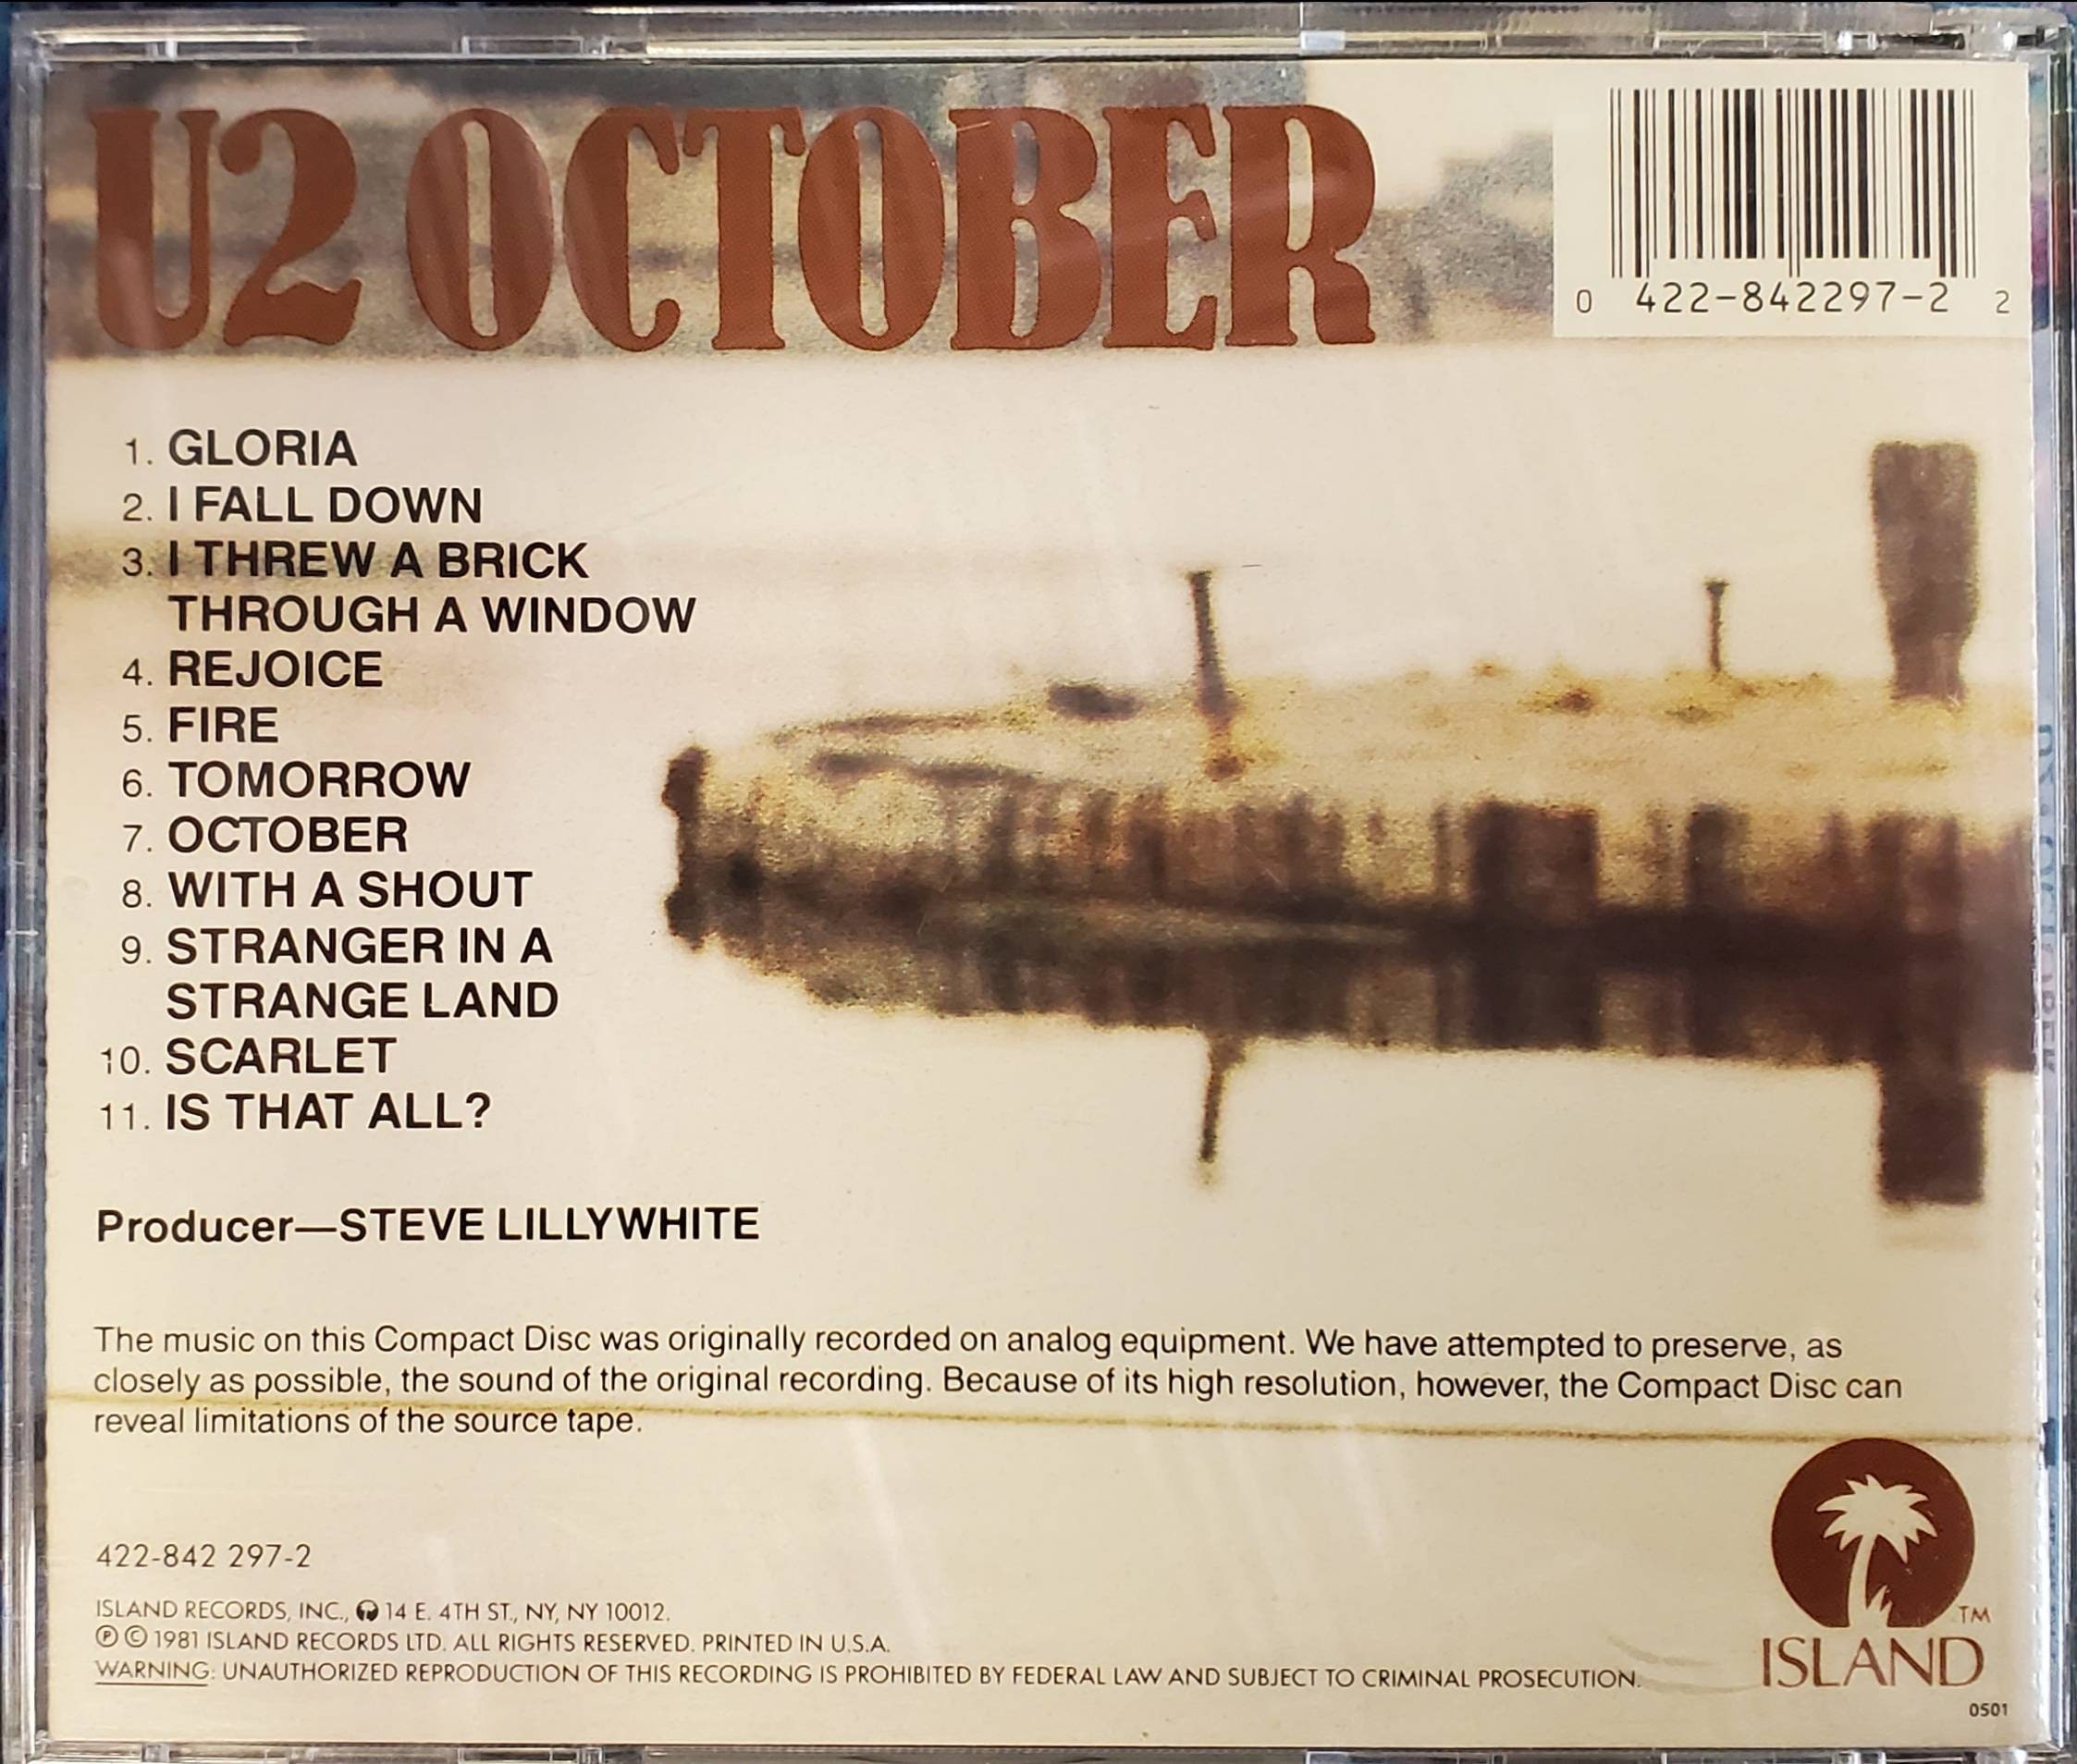 U2 OCTOBER
0 422-842297-2 2
1. GLORIA
2. I FALL DOWN
3. I THREW A BRICK
THROUGH A WINDOW
4. REJOICE
5. FIRE
6. TOMORROW
7. OCTOBER
8. WITH A SHOUT
9. STRANGER IN A
STRANGE LAND
10. SCARLET
11. IS THAT ALL?
Producer—STEVE LILLYWHITE
The music on this Compact Disc was originally recorded on analog equipment. We have attempted to preserve, as
closely as possible, the sound of the original recording. Because of its high resolution, however, the Compact Disc can
reveal limitations of the source tape.
422-842 297-2
ISLAND RECORDS, INC., 14 E. 4TH ST., NY, NY 10012.
℗ © 1981 ISLAND RECORDS LTD. ALL RIGHTS RESERVED. PRINTED IN U.S.A.
WARNING: UNAUTHORIZED REPRODUCTION OF THIS RECORDING IS PROHIBITED BY FEDERAL LAW AND SUBJECT TO CRIMINAL PROSECUTION.
TM
ISLAND
0501